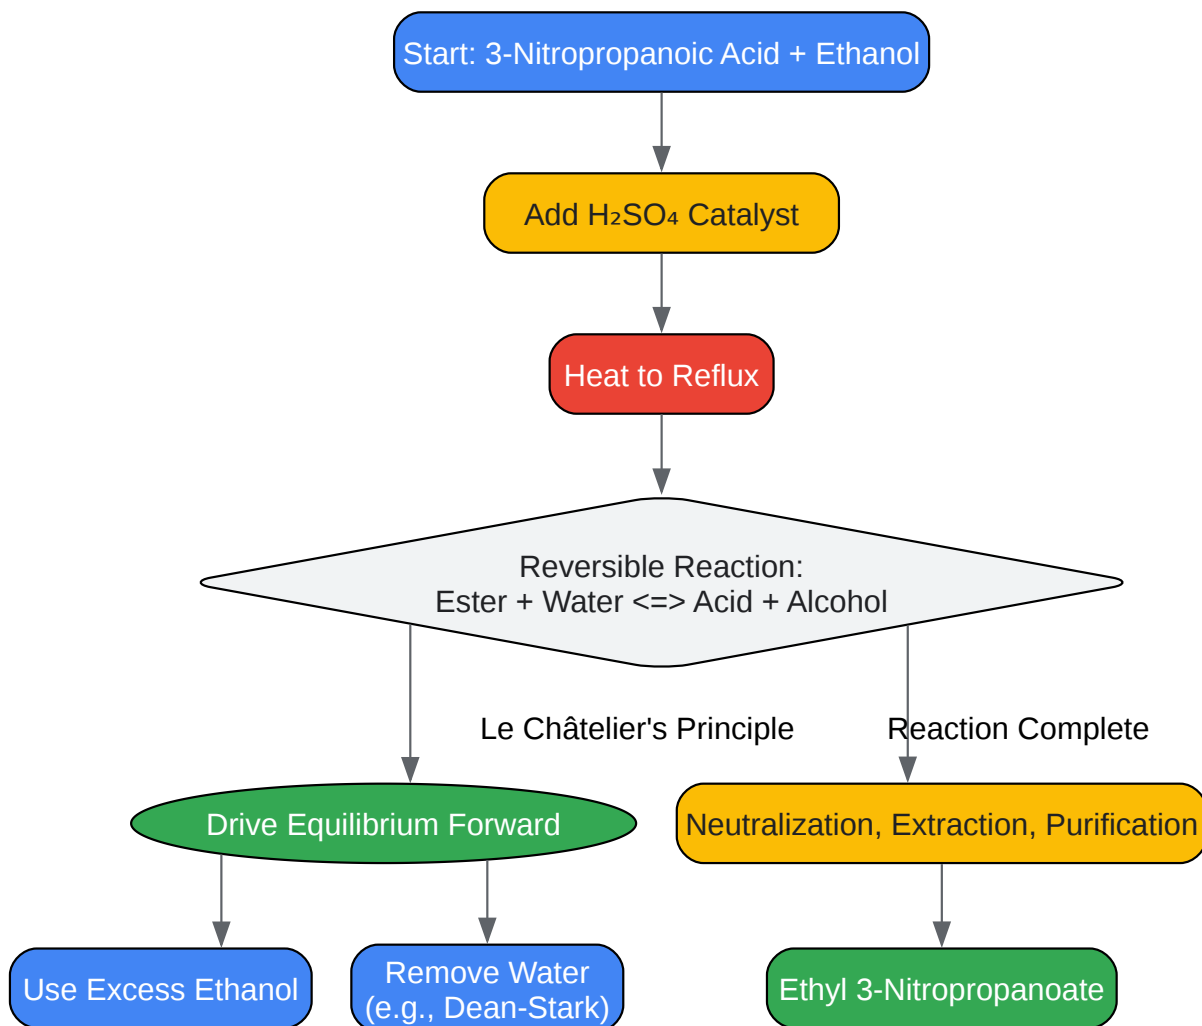 Start: 3-Nitropropanoic Acid + Ethanol
Add H₂SO₄ Catalyst
Heat to Reflux
Reversible Reaction:
Ester + Water <=> Acid + Alcohol
Le Châtelier's Principle
Reaction Complete
Drive Equilibrium Forward
Neutralization, Extraction, Purification
Use Excess Ethanol
Remove Water
(e.g., Dean-Stark)
Ethyl 3-Nitropropanoate